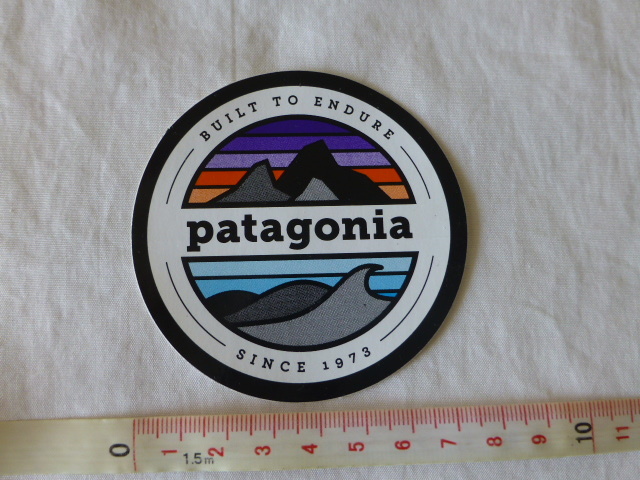 BUILT TO ENDURE
patagonia
SINCE 1973
0 1 2 3 4 5 6 7 8 9 10 11
1.5m